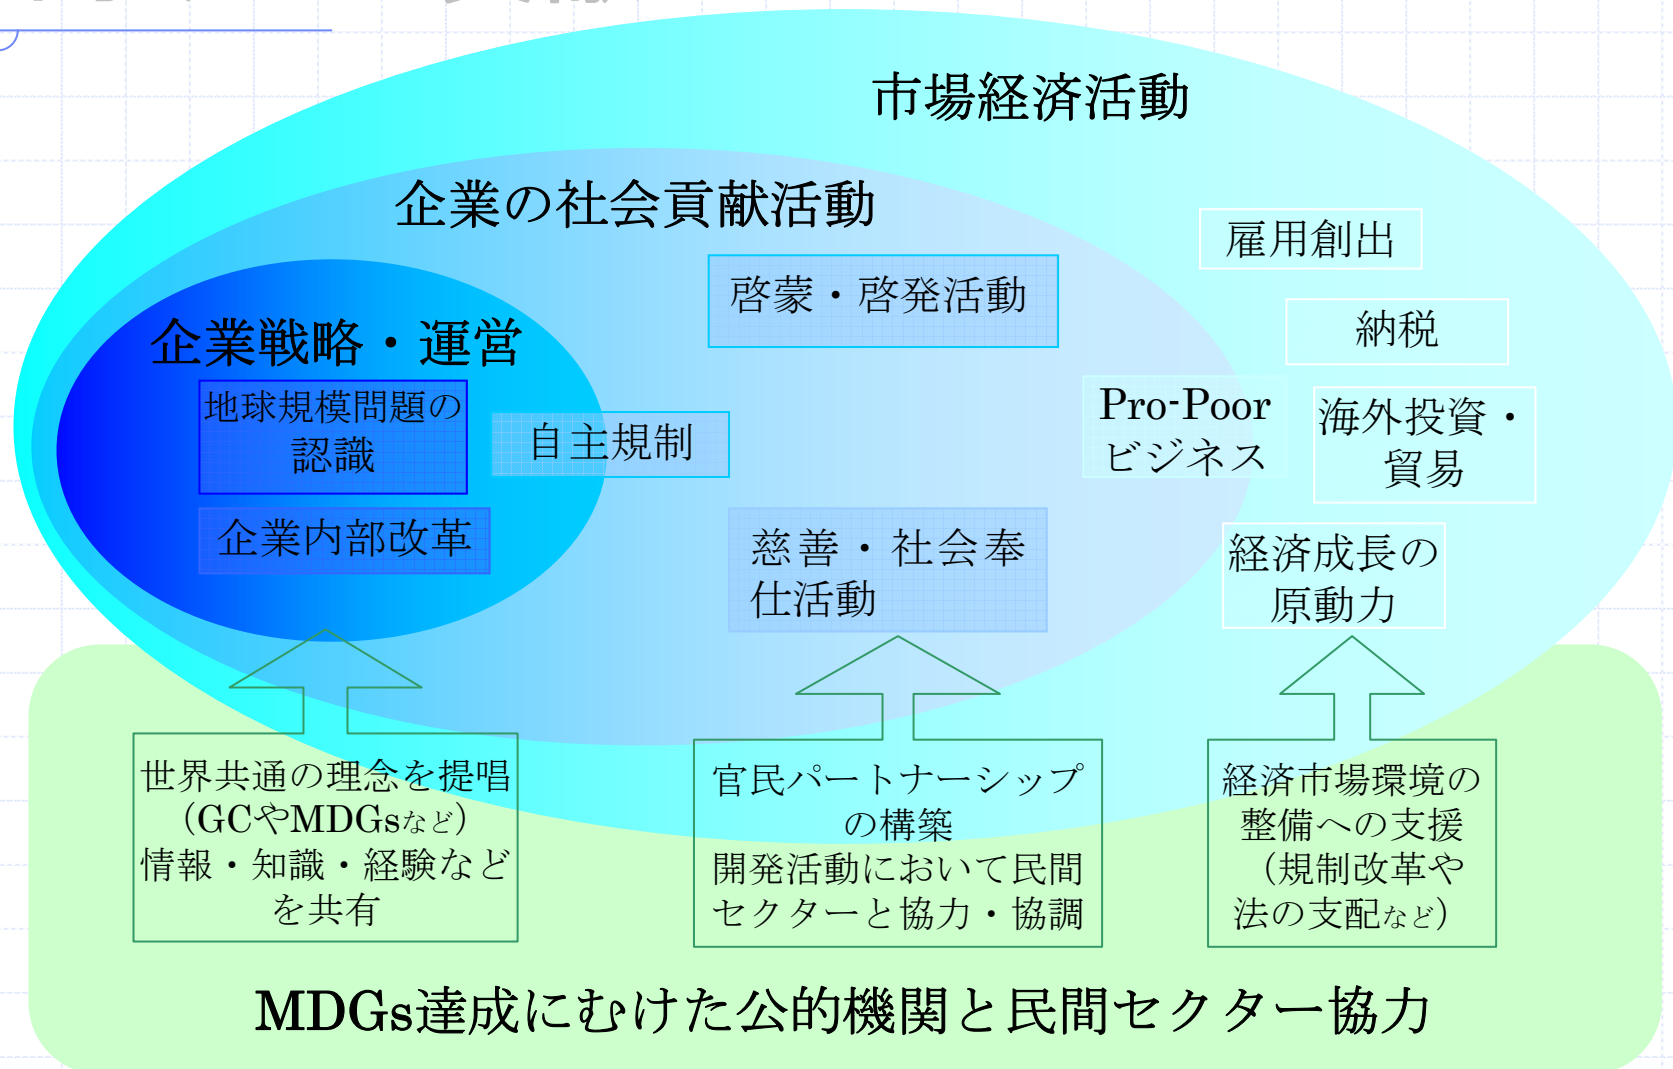 市場経済活動
企業の社会貢献活動
雇用創出
啓蒙・啓発活動
納税
企業戦略・運営
地球規模問題の
認識
自主規制
Pro-Poor
ビジネス
海外投資・
貿易
企業内部改革
慈善・社会奉
仕活動
経済成長の
原動力
世界共通の理念を提唱
（GCやMDGsなど）
情報・知識・経験など
を共有
官民パートナーシップ
の構築
開発活動において民間
セクターと協力・協調
経済市場環境の
整備への支援
（規制改革や
法の支配など）
MDGs達成にむけた公的機関と民間セクター協力